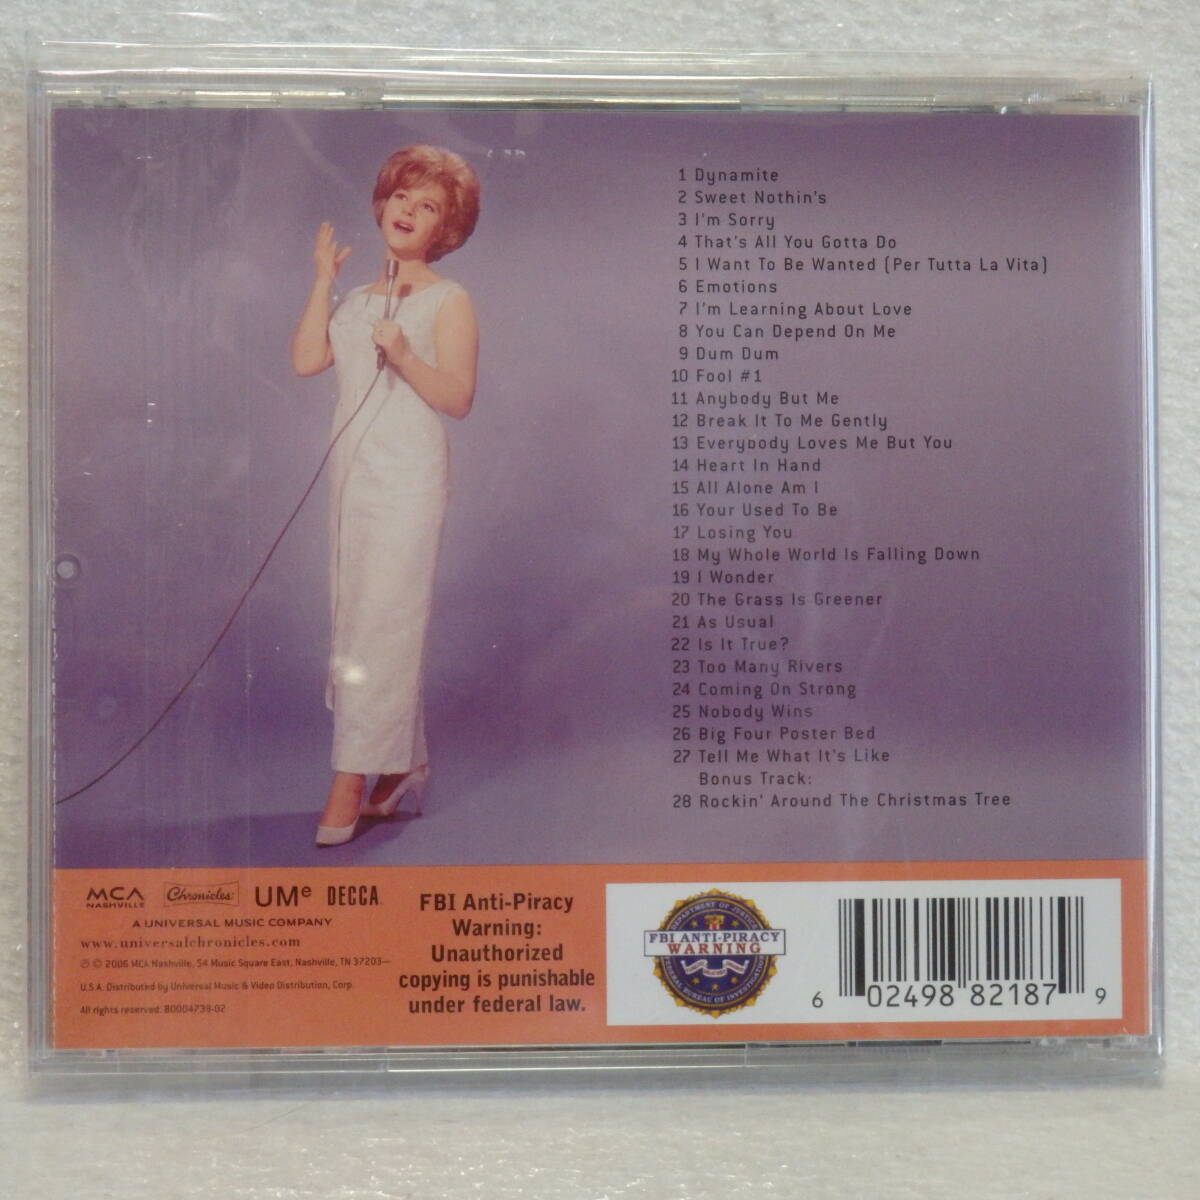 1 Dynamite
2 Sweet Nothin's
3 I'm Sorry
4 That's All You Gotta Do
5 I Want To Be Wanted (Per Tutta La Vita)
6 Emotions
7 I'm Learning About Love
8 You Can Depend On Me
9 Dum Dum
10 Fool #1
11 Anybody But Me
12 Break It To Me Gently
13 Everybody Loves Me But You
14 Heart In Hand
15 All Alone Am I
16 Your Used To Be
17 Losing You
18 My Whole World Is Falling Down
19 I Wonder
20 The Grass Is Greener
21 As Usual
22 Is It True?
23 Too Many Rivers
24 Coming On Strong
25 Nobody Wins
26 Big Four Poster Bed
27 Tell Me What It's Like
Bonus Track:
28 Rockin' Around The Christmas Tree
MCA NASHVILLE Chronicles UMe DECCA
A UNIVERSAL MUSIC COMPANY
www.universalchronicles.com
℗ © 2006 MCA Nashville, 54 Music Square East, Nashville, TN 37203—
U.S.A. Distributed by Universal Music & Video Distribution, Corp.
All rights reserved. B0004739-02
FBI Anti-Piracy
Warning:
Unauthorized
copying is punishable
under federal law.
DEPARTMENT OF JUSTICE
FBI ANTI-PIRACY
WARNING
FEDERAL BUREAU OF INVESTIGATION
6 02498 82187 9